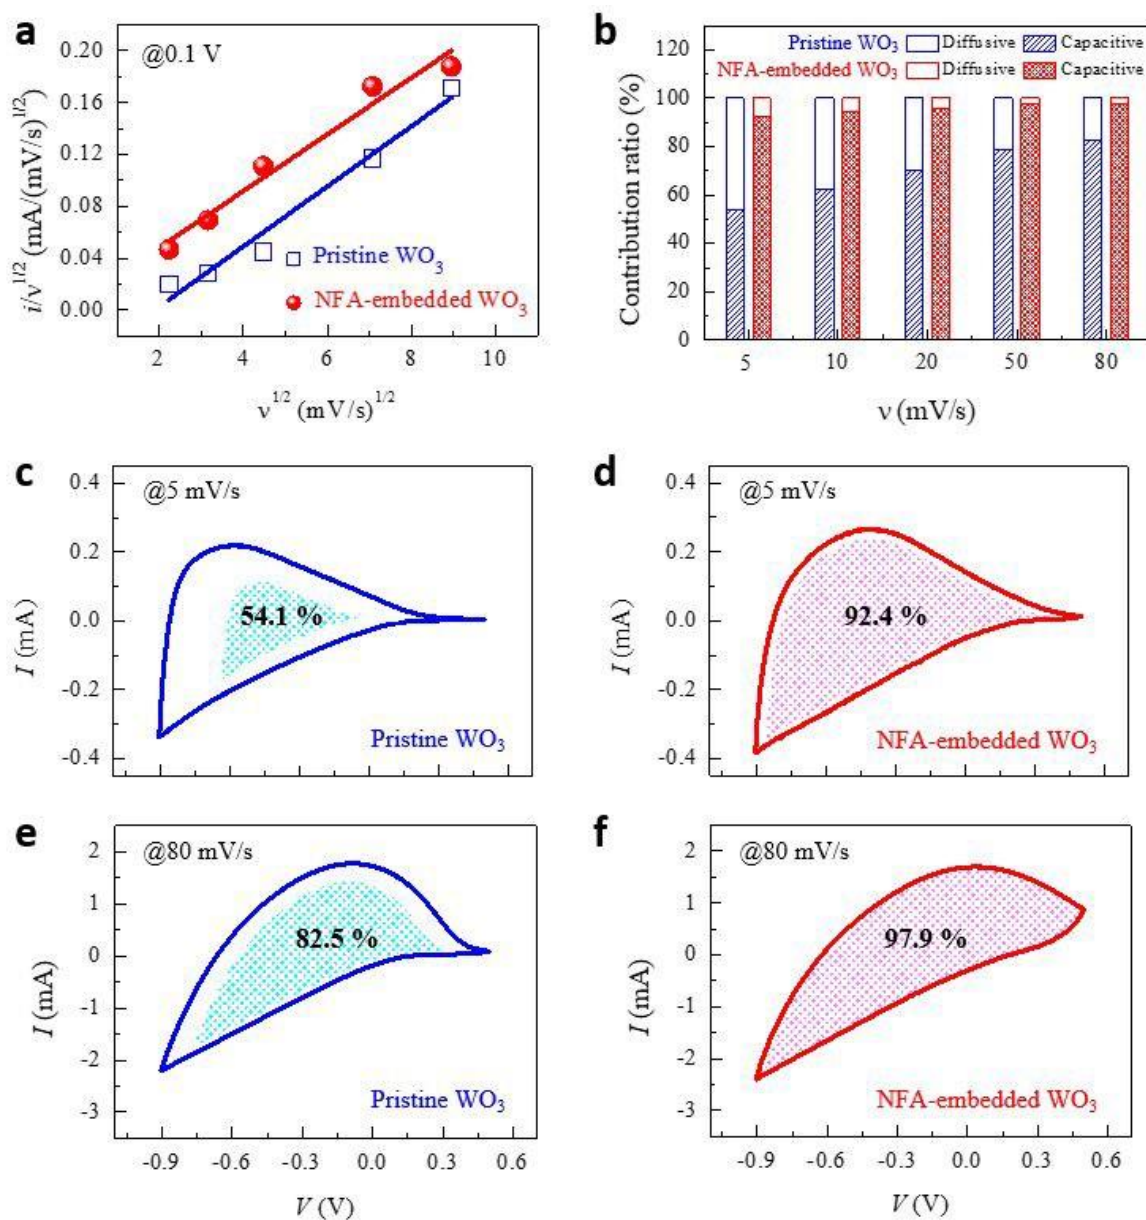 a
@0.1 V
0.20
0.16
0.12
0.08
0.04
0.00
i/ν^1/2 (mA/(mV/s)^1/2)
Pristine WO3
NFA-embedded WO3
2 4 6 8 10
ν^1/2 (mV/s)^1/2
b
Pristine WO3 Diffusive Capacitive
NFA-embedded WO3 Diffusive Capacitive
120
100
80
60
40
20
0
Contribution ratio (%)
5 10 20 50 80
ν (mV/s)
c
@5 mV/s
0.4
0.2
0.0
-0.2
-0.4
I (mA)
54.1 %
Pristine WO3
d
@5 mV/s
0.4
0.2
0.0
-0.2
-0.4
I (mA)
92.4 %
NFA-embedded WO3
e
@80 mV/s
2
1
0
-1
-2
-3
I (mA)
82.5 %
Pristine WO3
-0.9 -0.6 -0.3 0.0 0.3 0.6
V (V)
f
@80 mV/s
2
1
0
-1
-2
-3
I (mA)
97.9 %
NFA-embedded WO3
-0.9 -0.6 -0.3 0.0 0.3 0.6
V (V)